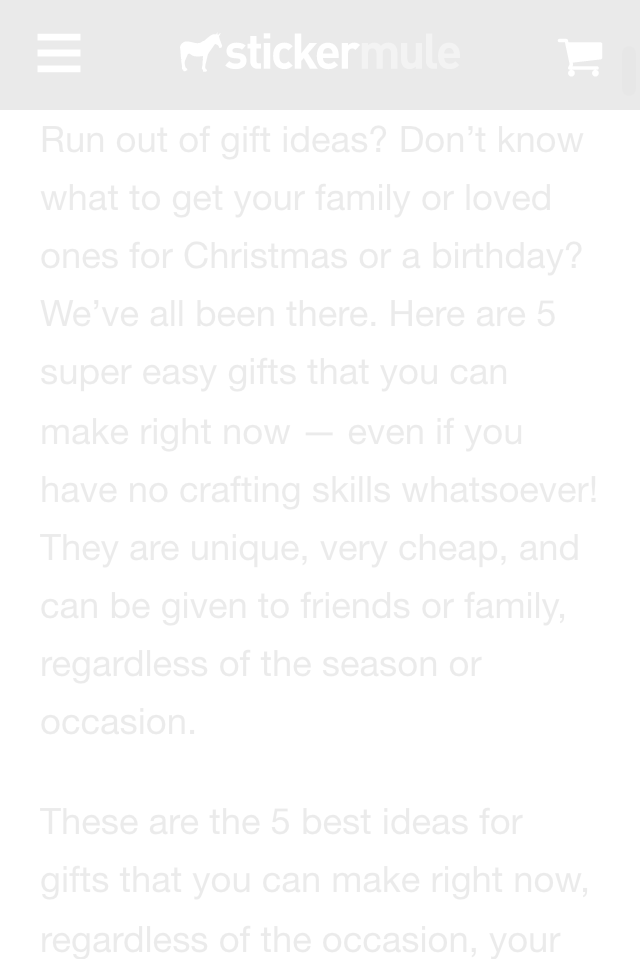 stickermule
Run out of gift ideas? Don’t know
what to get your family or loved
ones for Christmas or a birthday?
We’ve all been there. Here are 5
super easy gifts that you can
make right now — even if you
have no crafting skills whatsoever!
They are unique, very cheap, and
can be given to friends or family,
regardless of the season or
occasion.
These are the 5 best ideas for
gifts that you can make right now,
regardless of the occasion, your